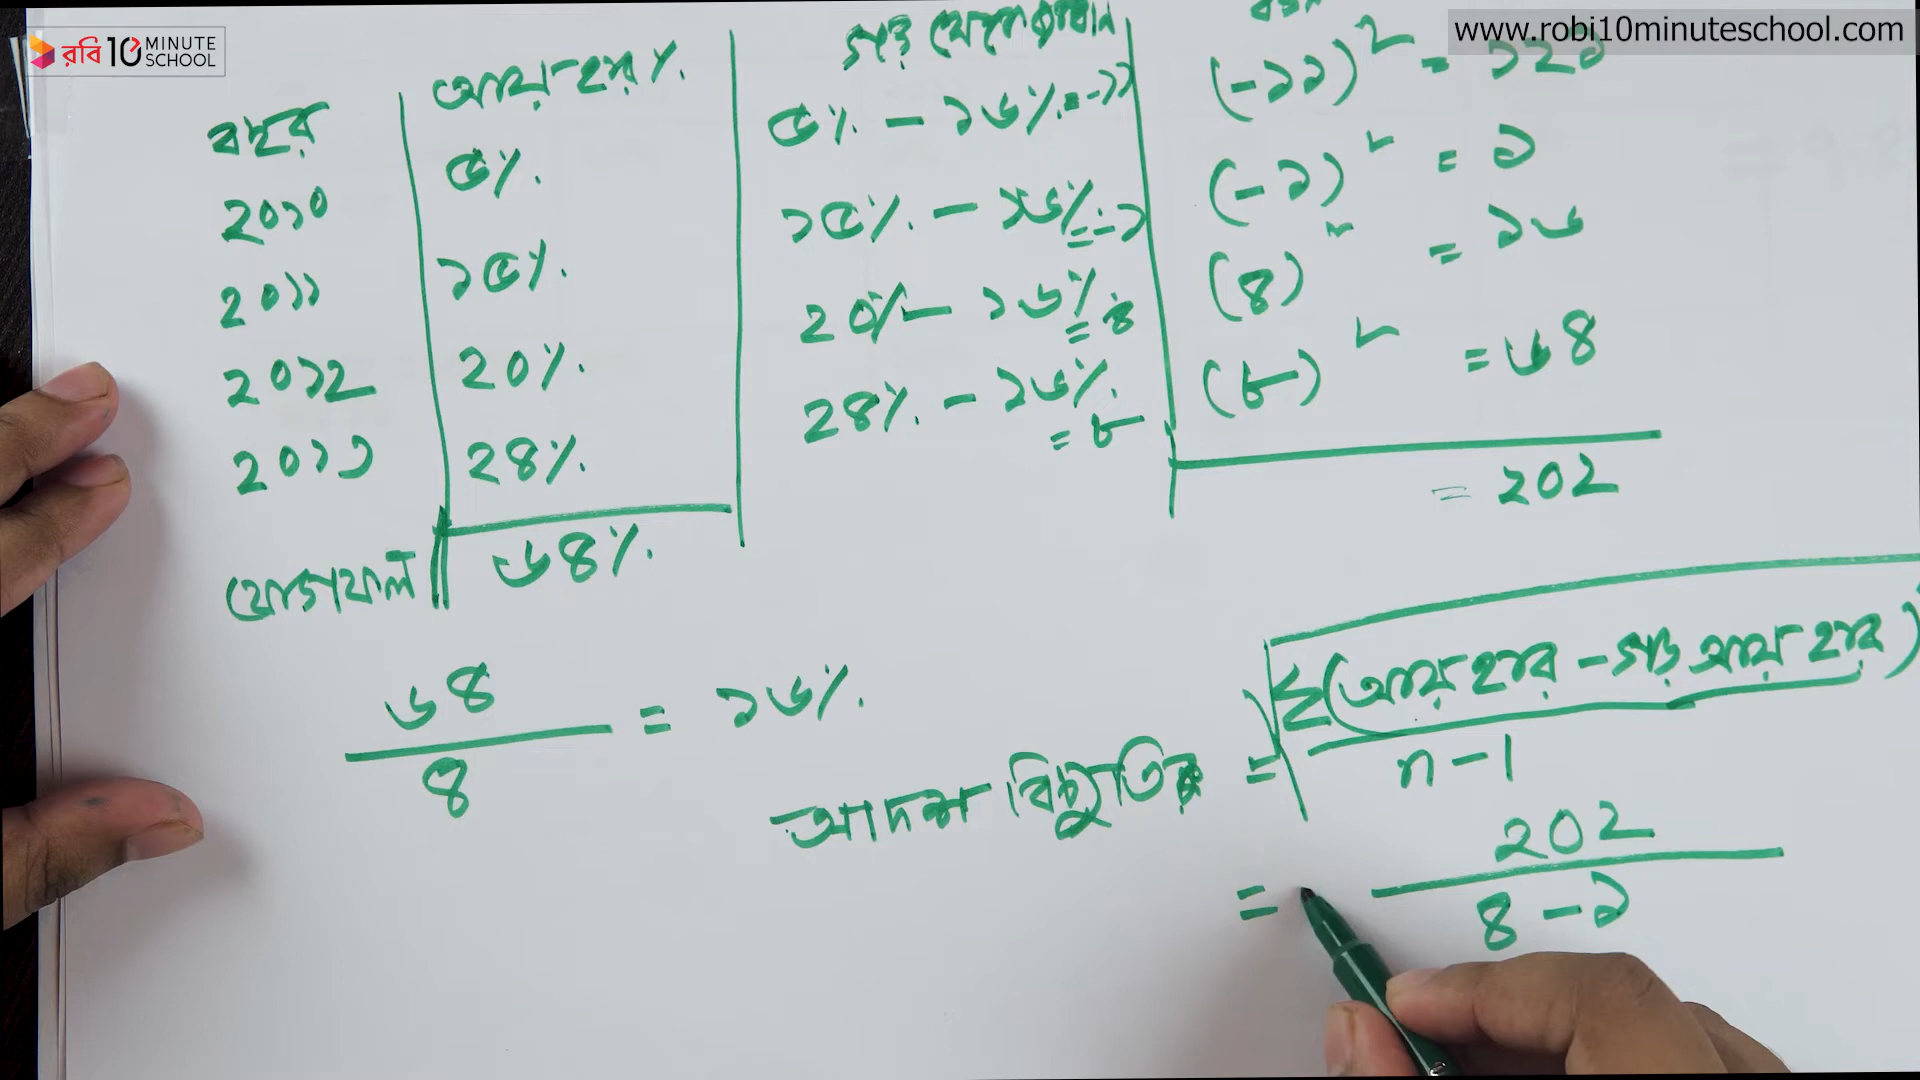 রবি 10 MINUTE SCHOOL
www.robi10minuteschool.com
বছর আয় হার %. গড় থেকে ব্যবধান
২০১০ ৫%. ৫%. - ১৬%. = -১১ (-১১)² = ১২১
২০১১ ১৫%. ১৫%. - ১৬% = -১ (-১)² = ১
২০১২ ২০%. ২০% - ১৬% = ৪ (৪)² = ১৬
২০১৩ ২৪%. ২৪%. - ১৬%. = ৮ (৮)² = ৬৪
যোগফল ৬৪%. = ২০২
৬৪
৪
= ১৬%.
আদর্শ বিচ্যুতি = √ Σ(আয় হার - গড় আয় হার)
n-1
= ২০২
৪ - ১